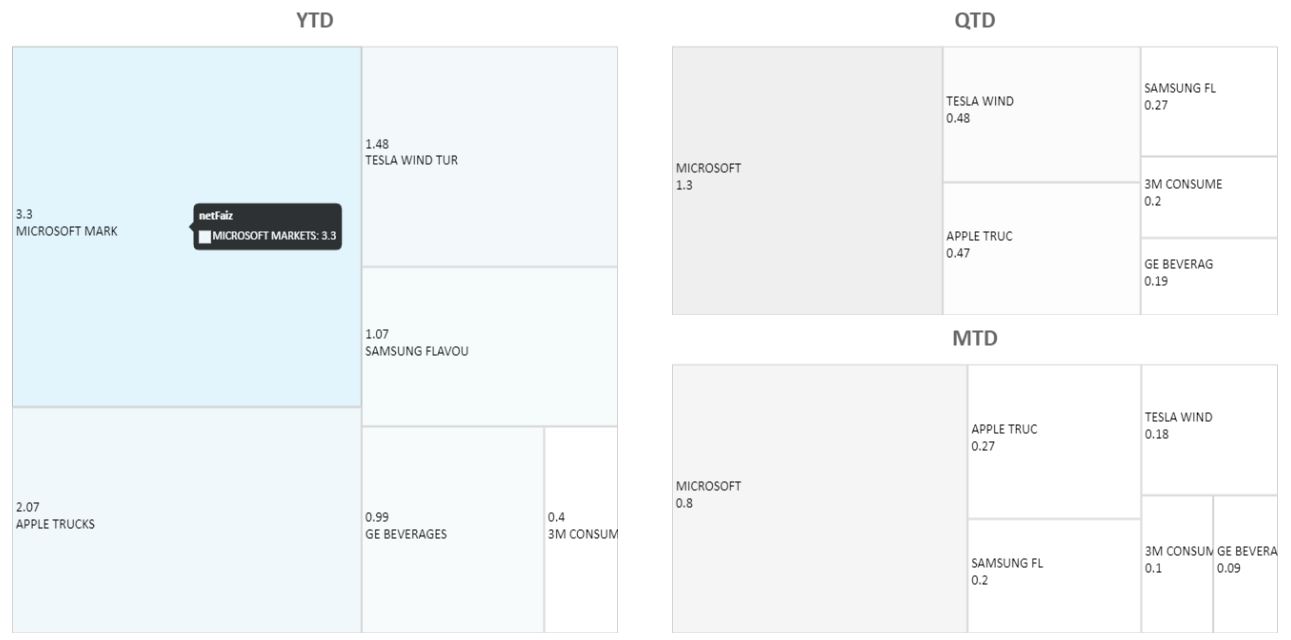 YTD
3.3
MICROSOFT MARK
netFaiz
MICROSOFT MARKETS: 3.3
2.07
APPLE TRUCKS
1.48
TESLA WIND TUR
1.07
SAMSUNG FLAVOU
0.99
GE BEVERAGES
0.4
3M CONSUM
QTD
MICROSOFT
1.3
TESLA WIND
0.48
APPLE TRUC
0.47
SAMSUNG FL
0.27
3M CONSUME
0.2
GE BEVERAG
0.19
MTD
MICROSOFT
0.8
APPLE TRUC
0.27
SAMSUNG FL
0.2
TESLA WIND
0.18
3M CONSUM
0.1
GE BEVERA
0.09